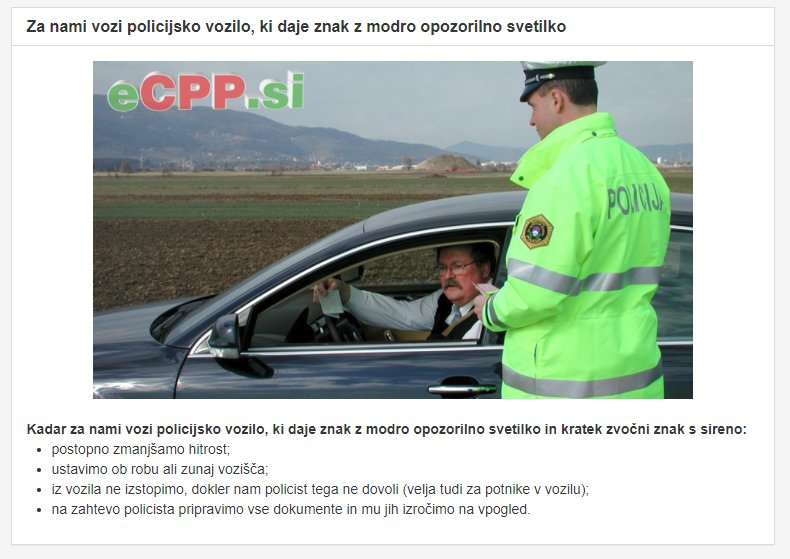 Za nami vozi policijsko vozilo, ki daje znak z modro opozorilno svetilko
eCPP.si
POLICIJA
Kadar za nami vozi policijsko vozilo, ki daje znak z modro opozorilno svetilko in kratek zvočni znak s sireno:
postopno zmanjšamo hitrost;
ustavimo ob robu ali zunaj vozišča;
iz vozila ne izstopimo, dokler nam policist tega ne dovoli (velja tudi za potnike v vozilu);
na zahtevo policista pripravimo vse dokumente in mu jih izročimo na vpogled.